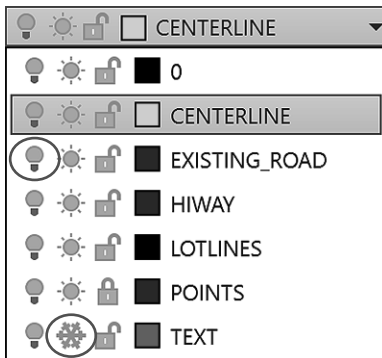 CENTERLINE
0
CENTERLINE
EXISTING_ROAD
HIWAY
LOTLINES
POINTS
TEXT